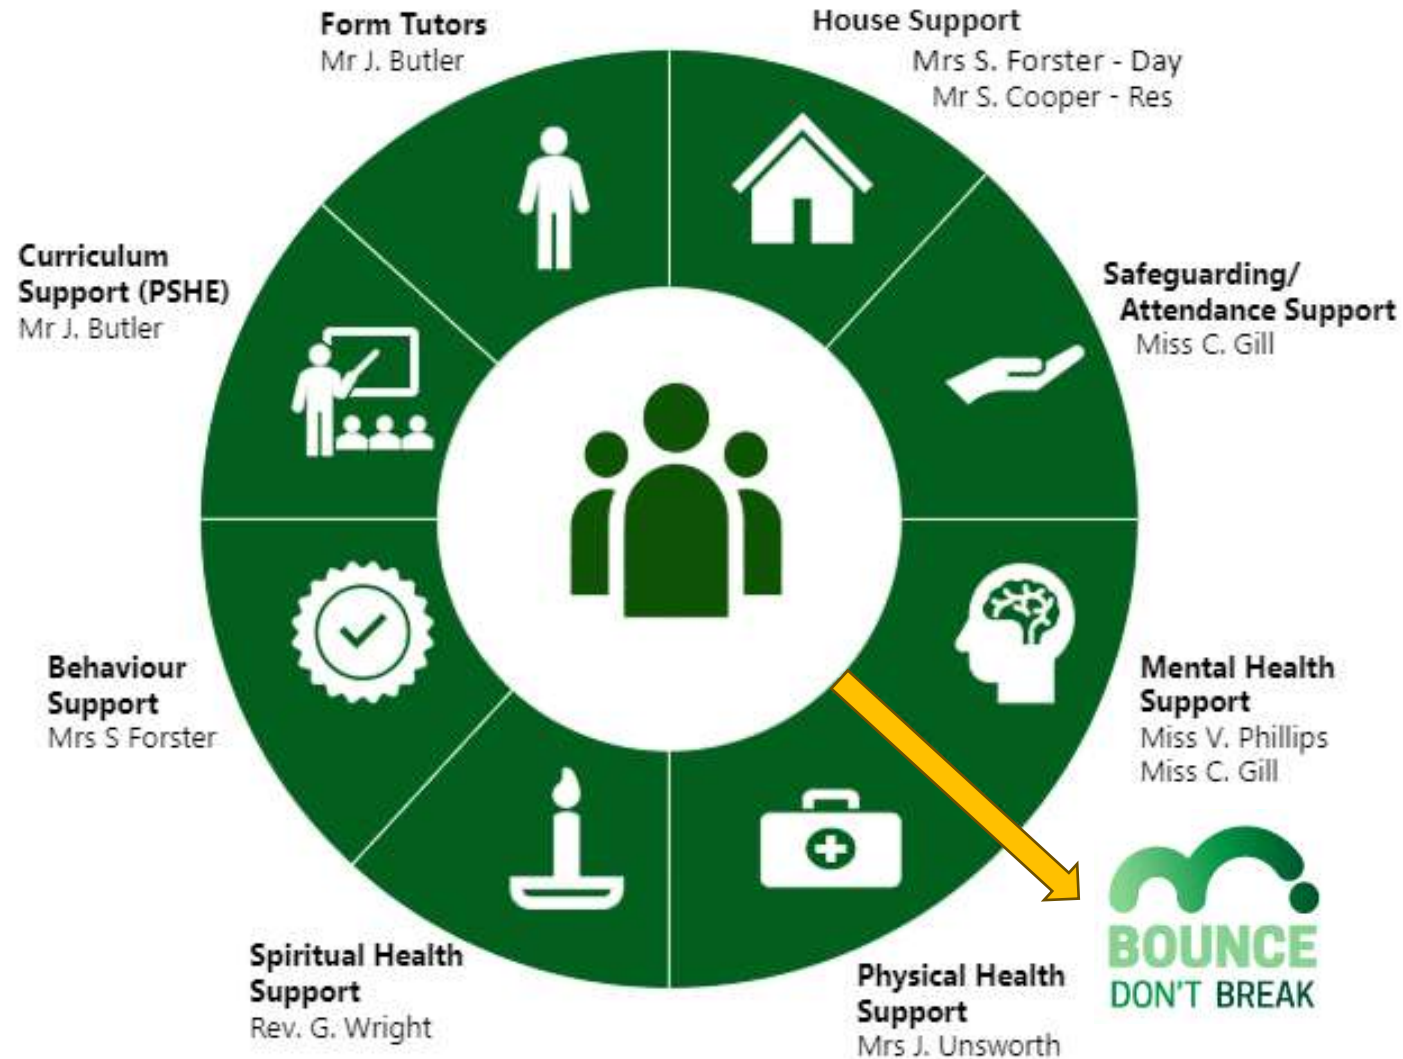 Form Tutors
Mr J. Butler
House Support
Mrs S. Forster - Day
Mr S. Cooper - Res
Safeguarding/
Attendance Support
Miss C. Gill
Mental Health
Support
Miss V. Phillips
Miss C. Gill
BOUNCE
DON'T BREAK
Physical Health
Support
Mrs J. Unsworth
Spiritual Health
Support
Rev. G. Wright
Behaviour
Support
Mrs S Forster
Curriculum
Support (PSHE)
Mr J. Butler